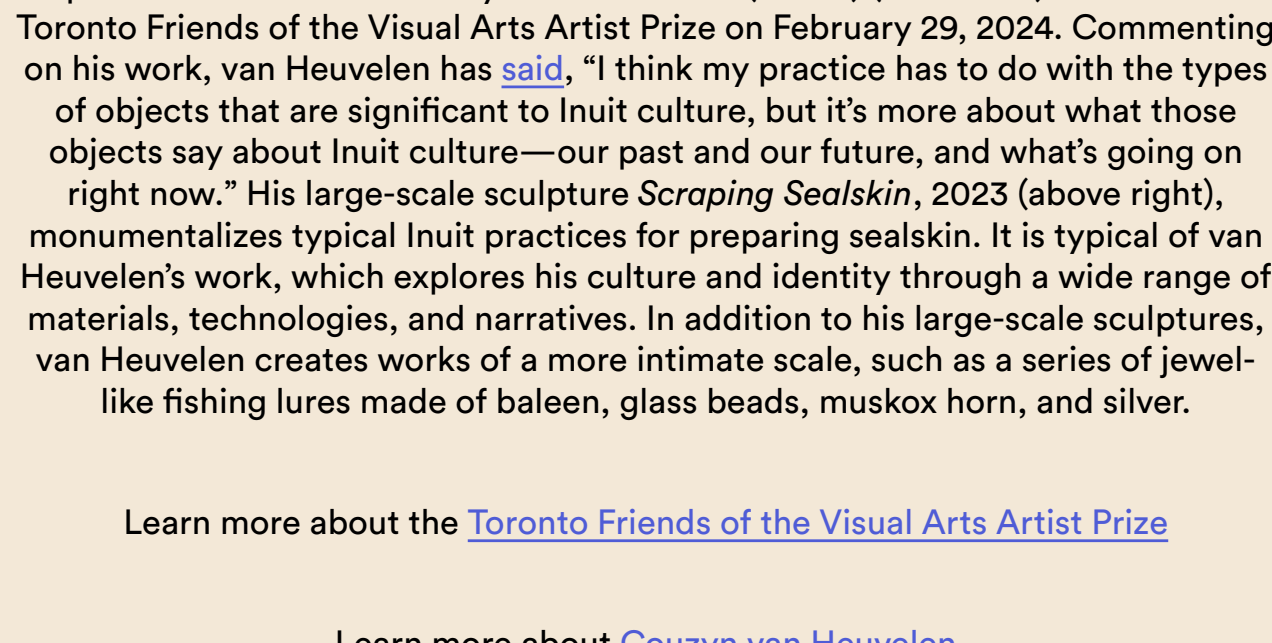 Toronto Friends of the Visual Arts Artist Prize on February 29, 2024. Commenting
on his work, van Heuvelen has said, “I think my practice has to do with the types
of objects that are significant to Inuit culture, but it’s more about what those
objects say about Inuit culture—our past and our future, and what’s going on
right now.” His large-scale sculpture Scraping Sealskin, 2023 (above right),
monumentalizes typical Inuit practices for preparing sealskin. It is typical of van
Heuvelen’s work, which explores his culture and identity through a wide range of
materials, technologies, and narratives. In addition to his large-scale sculptures,
van Heuvelen creates works of a more intimate scale, such as a series of jewel-
like fishing lures made of baleen, glass beads, muskox horn, and silver.
Learn more about the Toronto Friends of the Visual Arts Artist Prize
Learn more about Couzyn van Heuvelen